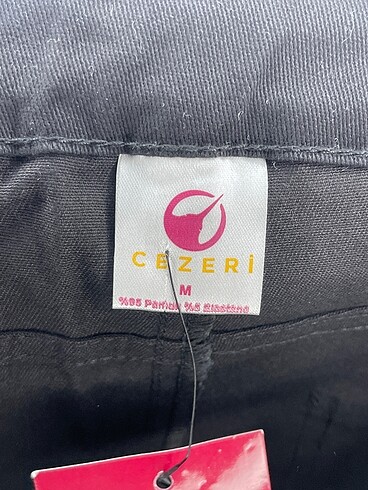 CEZERİ
M
%95 Pamuk %5 Elastane